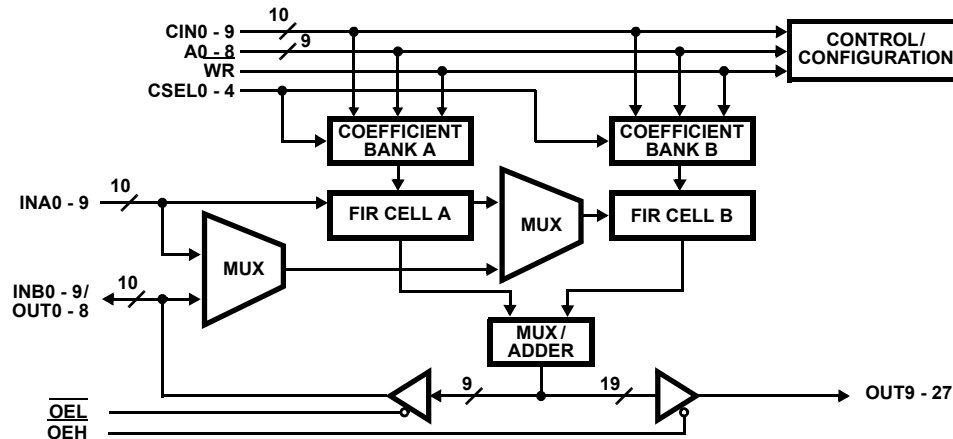 CIN0 - 9
10
A0 - 8
9
WR
CSEL0 - 4
CONTROL/
CONFIGURATION
COEFFICIENT
BANK A
COEFFICIENT
BANK B
INA0 - 9
10
FIR CELL A
MUX
FIR CELL B
MUX
INB0 - 9/
OUT0 - 8
10
MUX /
ADDER
9
19
OUT9 - 27
OEL
OEH